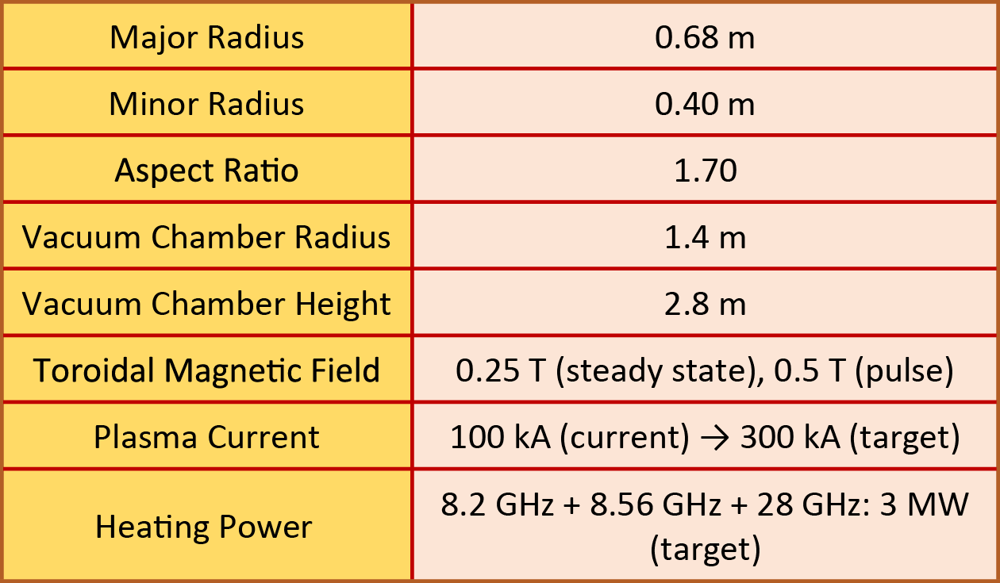 Major Radius 0.68 m
Minor Radius 0.40 m
Aspect Ratio 1.70
Vacuum Chamber Radius 1.4 m
Vacuum Chamber Height 2.8 m
Toroidal Magnetic Field 0.25 T (steady state), 0.5 T (pulse)
Plasma Current 100 kA (current) → 300 kA (target)
Heating Power 8.2 GHz + 8.56 GHz + 28 GHz: 3 MW
(target)